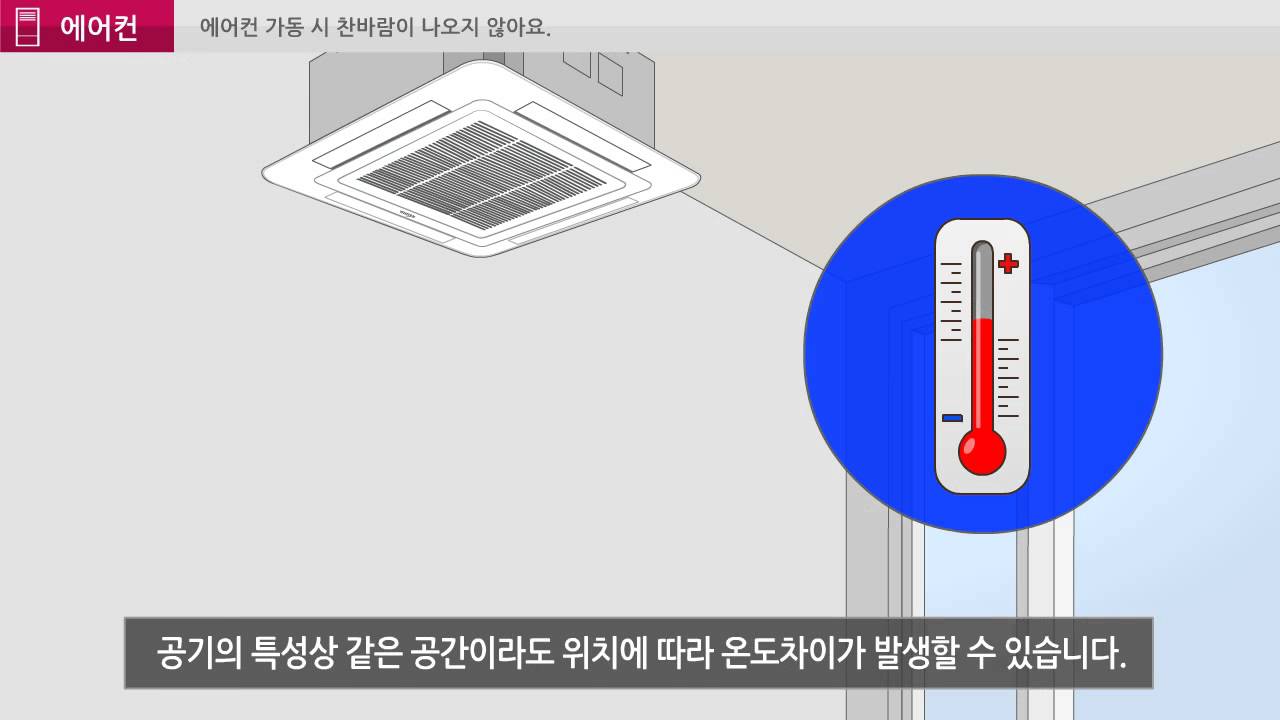 에어컨
에어컨 가동 시 찬바람이 나오지 않아요.
공기의 특성상 같은 공간이라도 위치에 따라 온도차이가 발생할 수 있습니다.